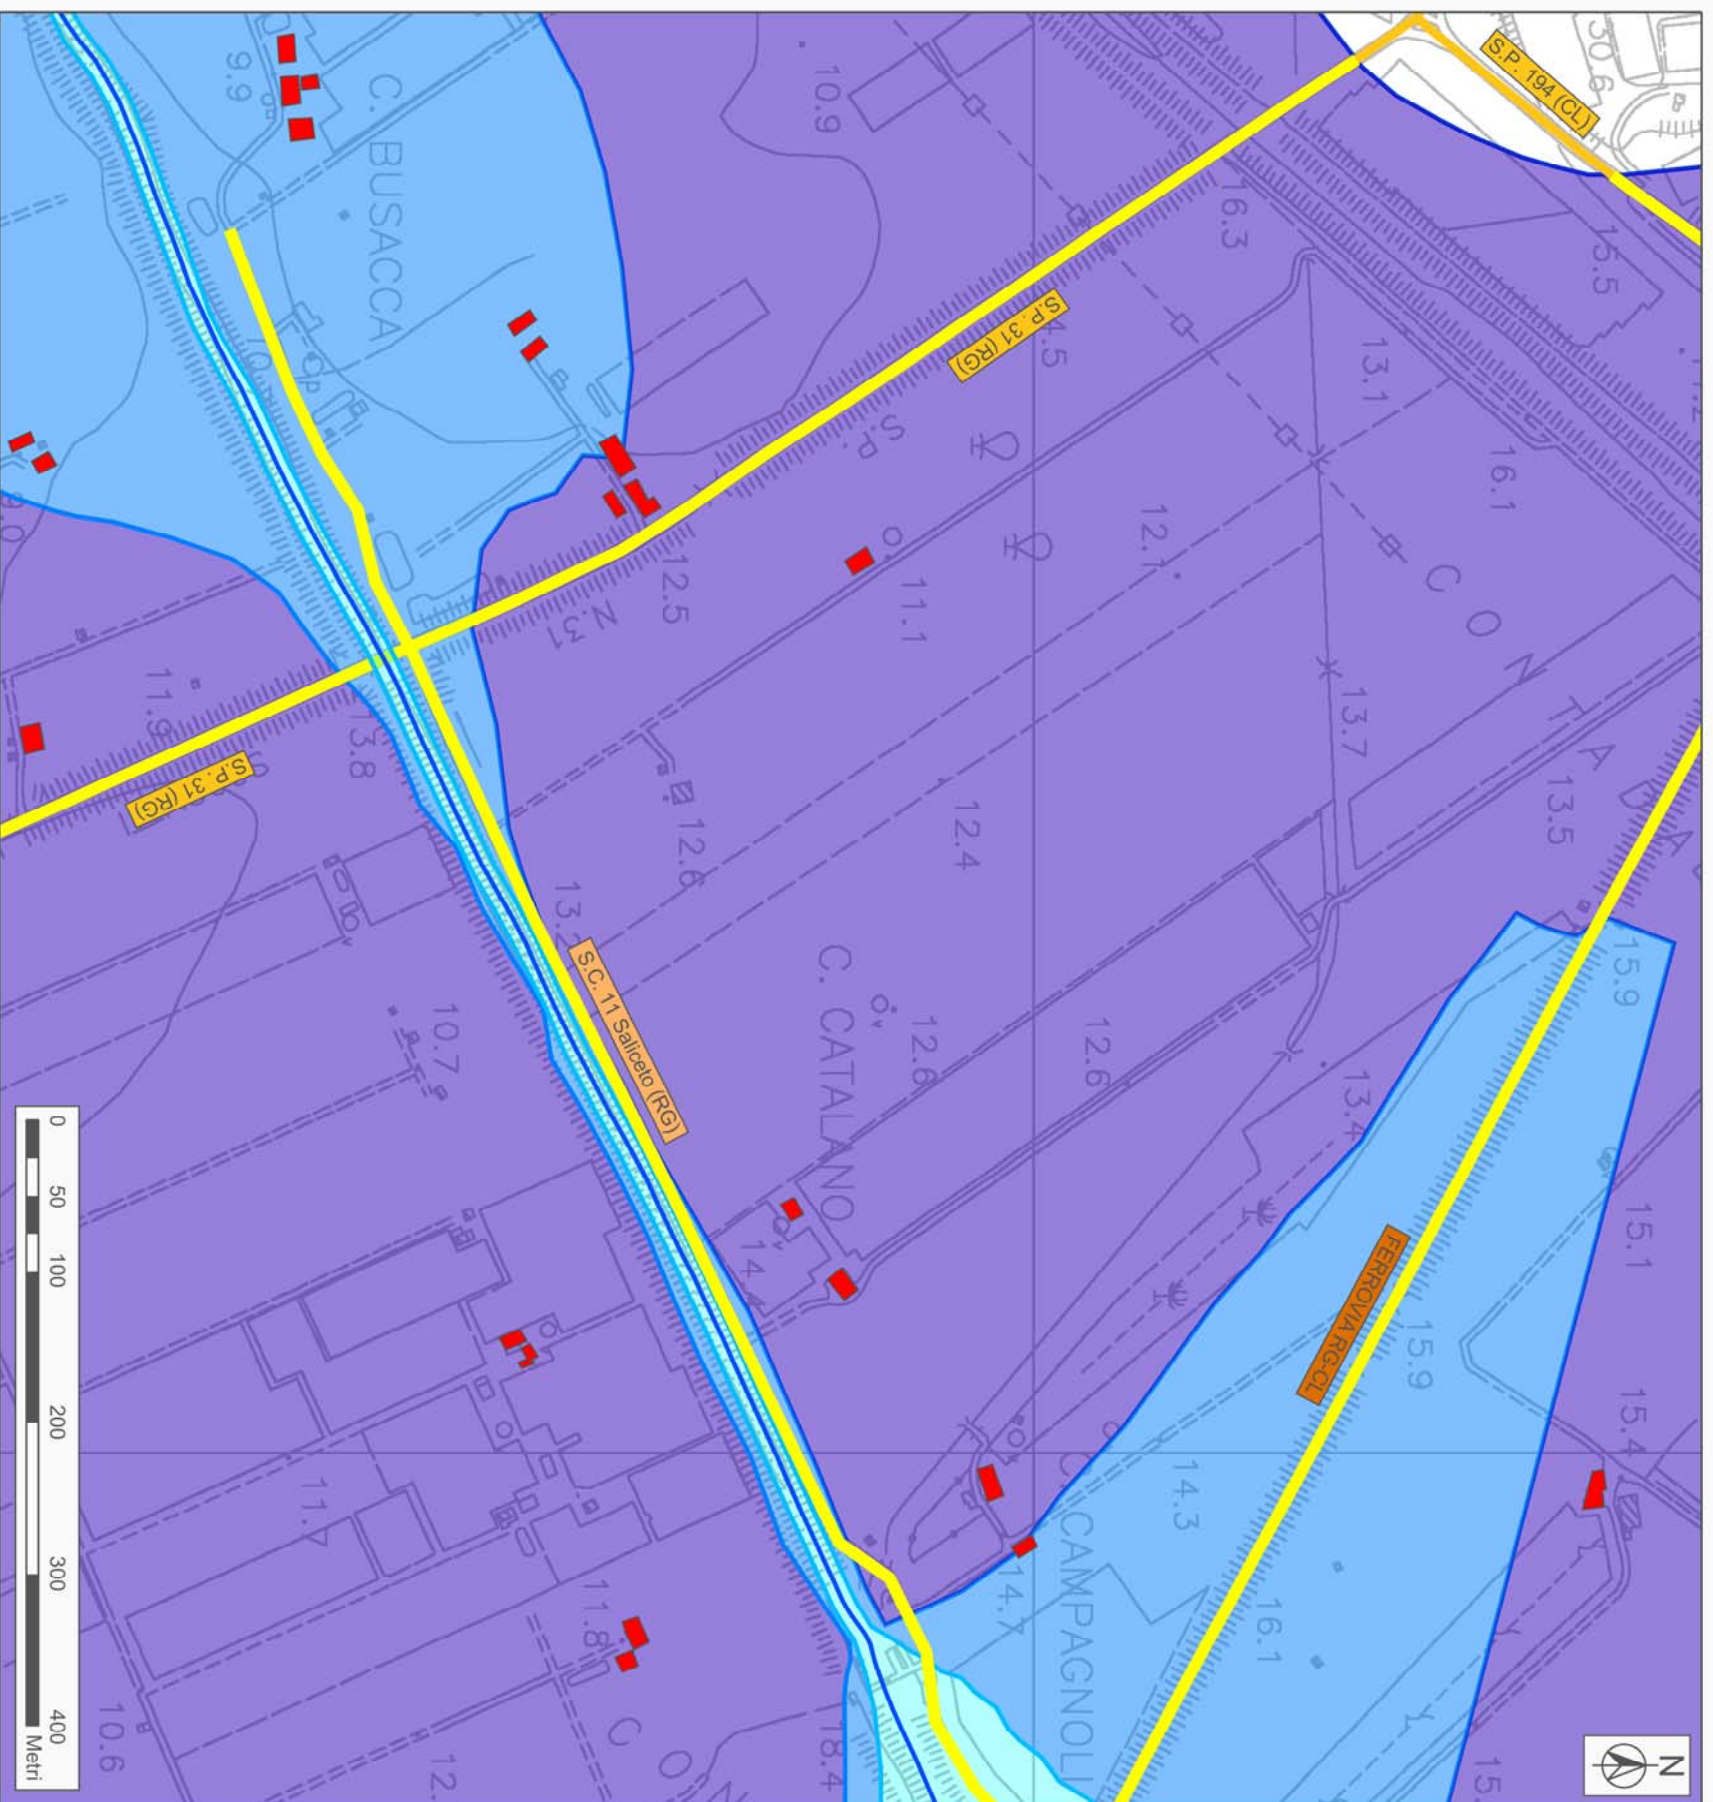 S.P. 194 (CL)
30.6
9.9
C. BUSACCA
10.9
16.3
15.5
S.P. 31 (RG)
13.1
S.P.
16.1
N.31
12.5
11.1
12.1
C O N T A
13.7
13.5
11.9
S.P. 31 (RG)
12.6
12.4
C. CATALANO
12.6
12.6
15.9
S.C. 11 Saliceto (RG)
10.7
13.4
15.1
FERROVIA RG-CL
15.9
15.4
14.3
11.7
C. CAMPAGNOLI
14.7
16.1
11.8
18.4
10.6
C O N
0 50 100 200 300 400 Metri
N